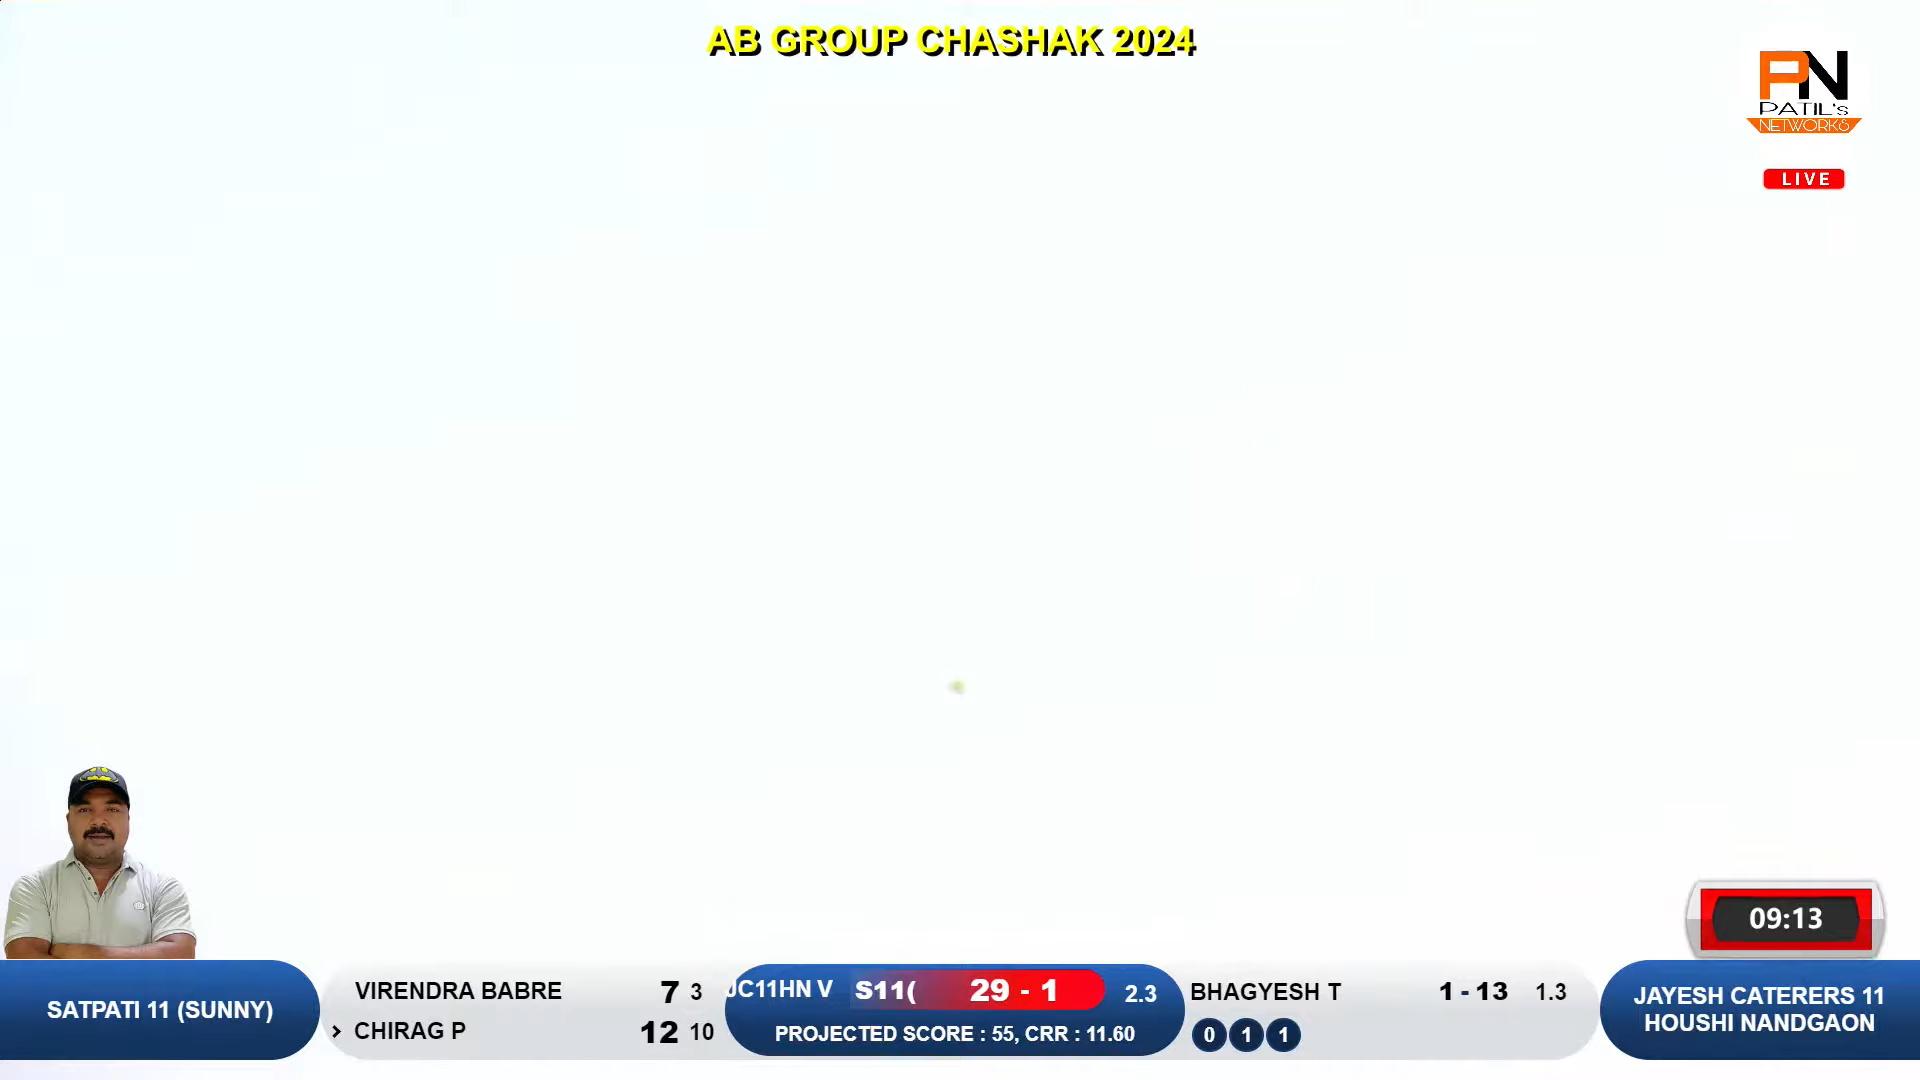 AB GROUP CHASHAK 2024
PN
PATIL's
NETWORKS
LIVE
09:13
SATPATI 11 (SUNNY)
VIRENDRA BABRE 7 3
> CHIRAG P 12 10
JC11HN V S11( 29 - 1 2.3
PROJECTED SCORE : 55, CRR : 11.60
BHAGYESH T 1 - 13 1.3
0 1 1
JAYESH CATERERS 11
HOUSHI NANDGAON